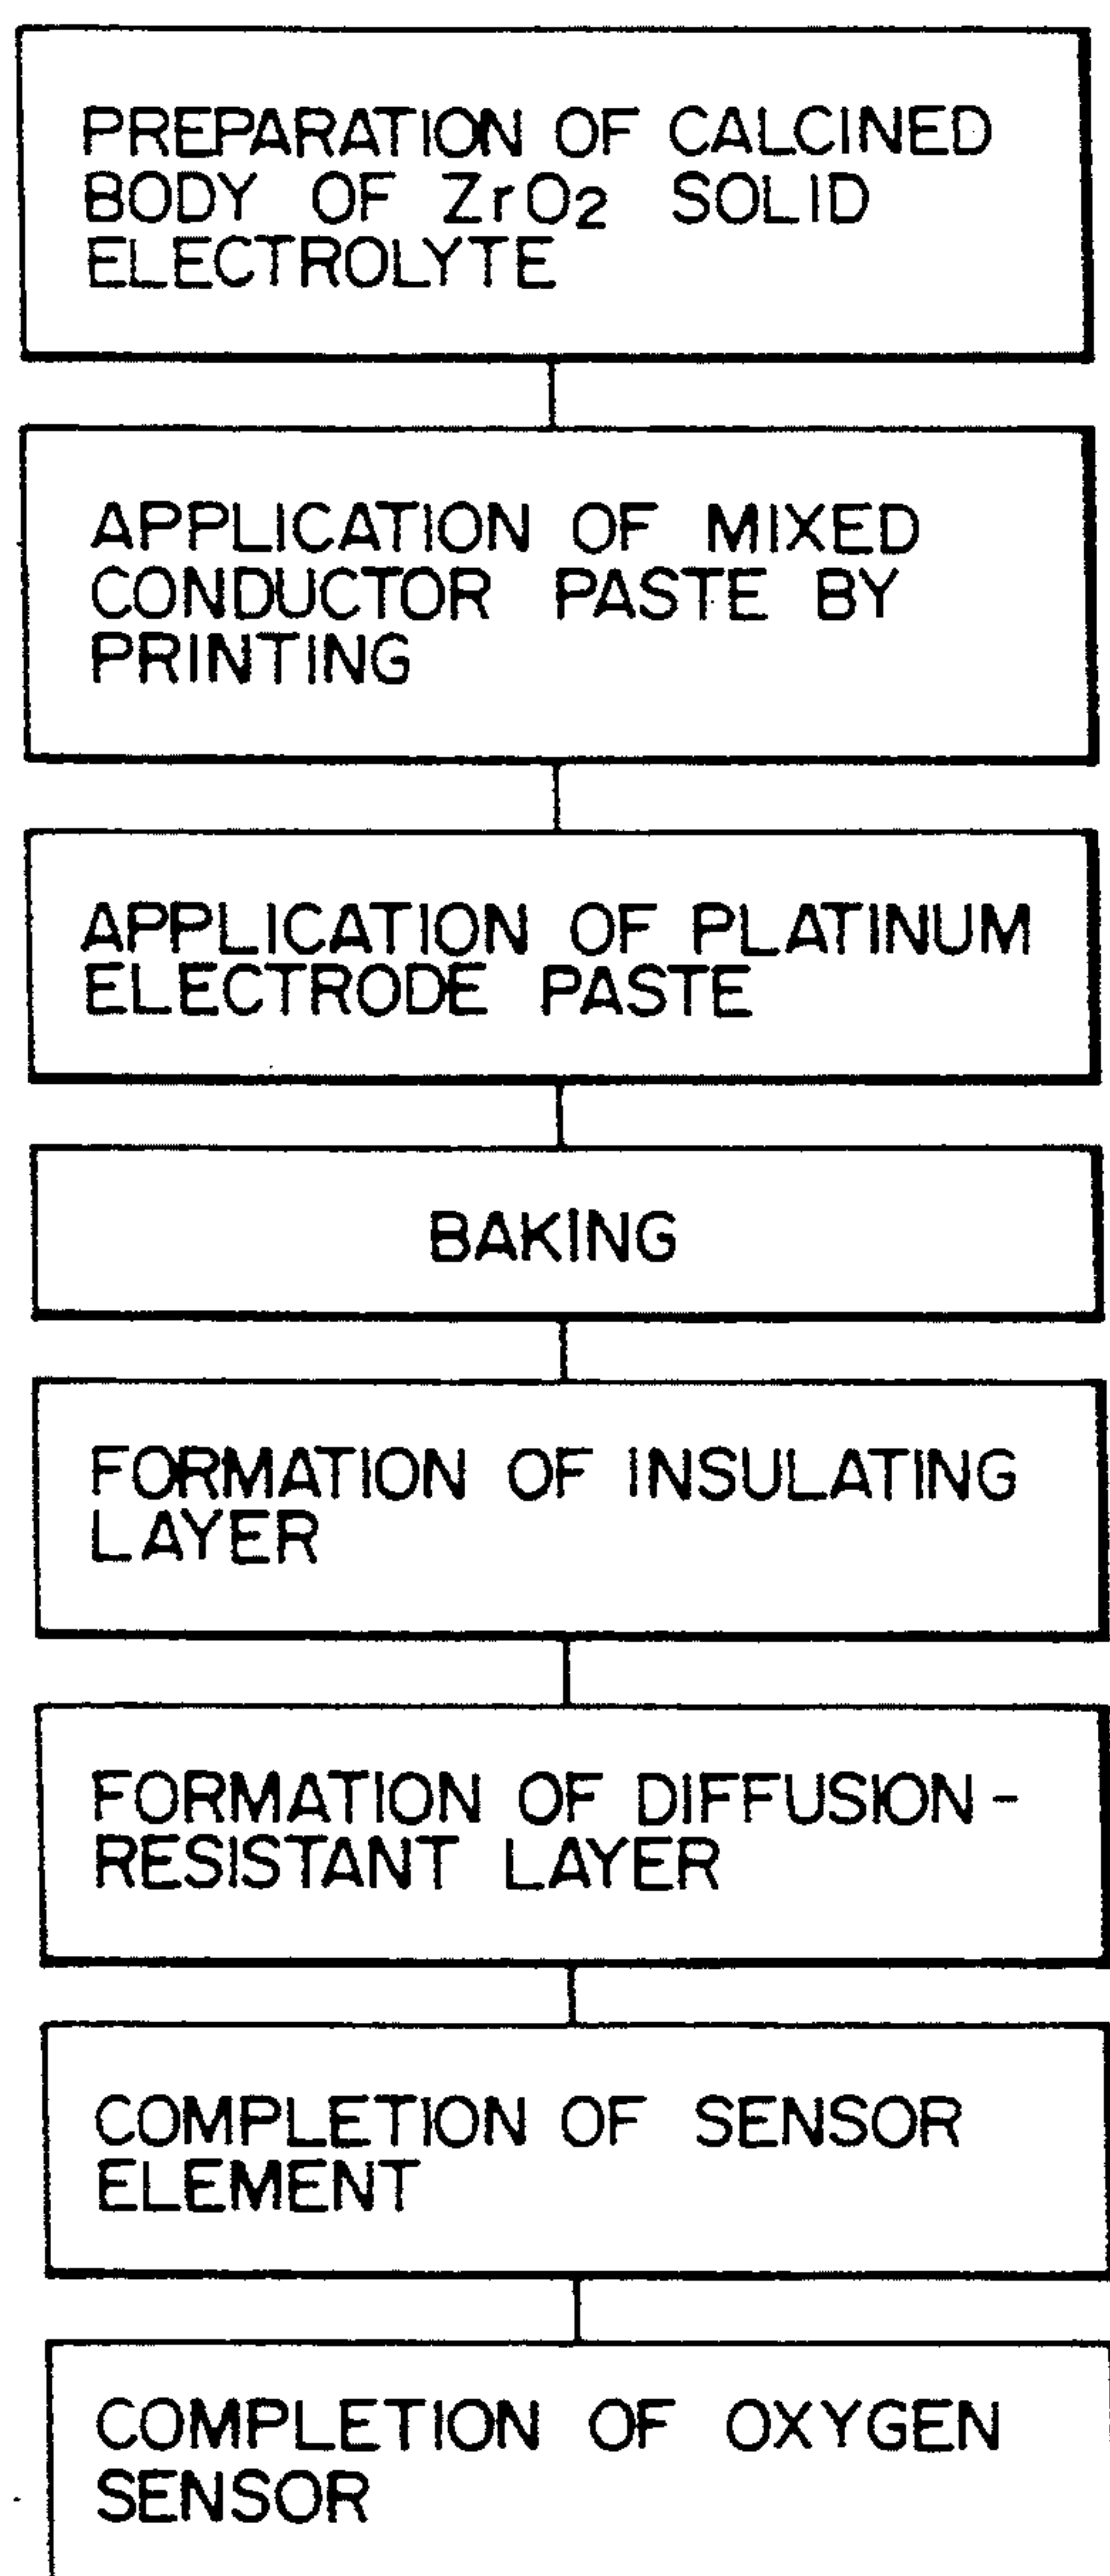 PREPARATION OF CALCINED
BODY OF ZrO2 SOLID
ELECTROLYTE
APPLICATION OF MIXED
CONDUCTOR PASTE BY
PRINTING
APPLICATION OF PLATINUM
ELECTRODE PASTE
BAKING
FORMATION OF INSULATING
LAYER
FORMATION OF DIFFUSION-
RESISTANT LAYER
COMPLETION OF SENSOR
ELEMENT
COMPLETION OF OXYGEN
SENSOR